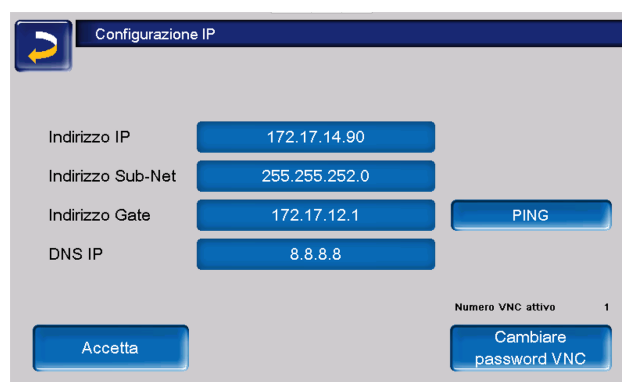 Configurazione IP
Indirizzo IP 172.17.14.90
Indirizzo Sub-Net 255.255.252.0
Indirizzo Gate 172.17.12.1 PING
DNS IP 8.8.8.8
Numero VNC attivo 1
Accetta
Cambiare
password VNC